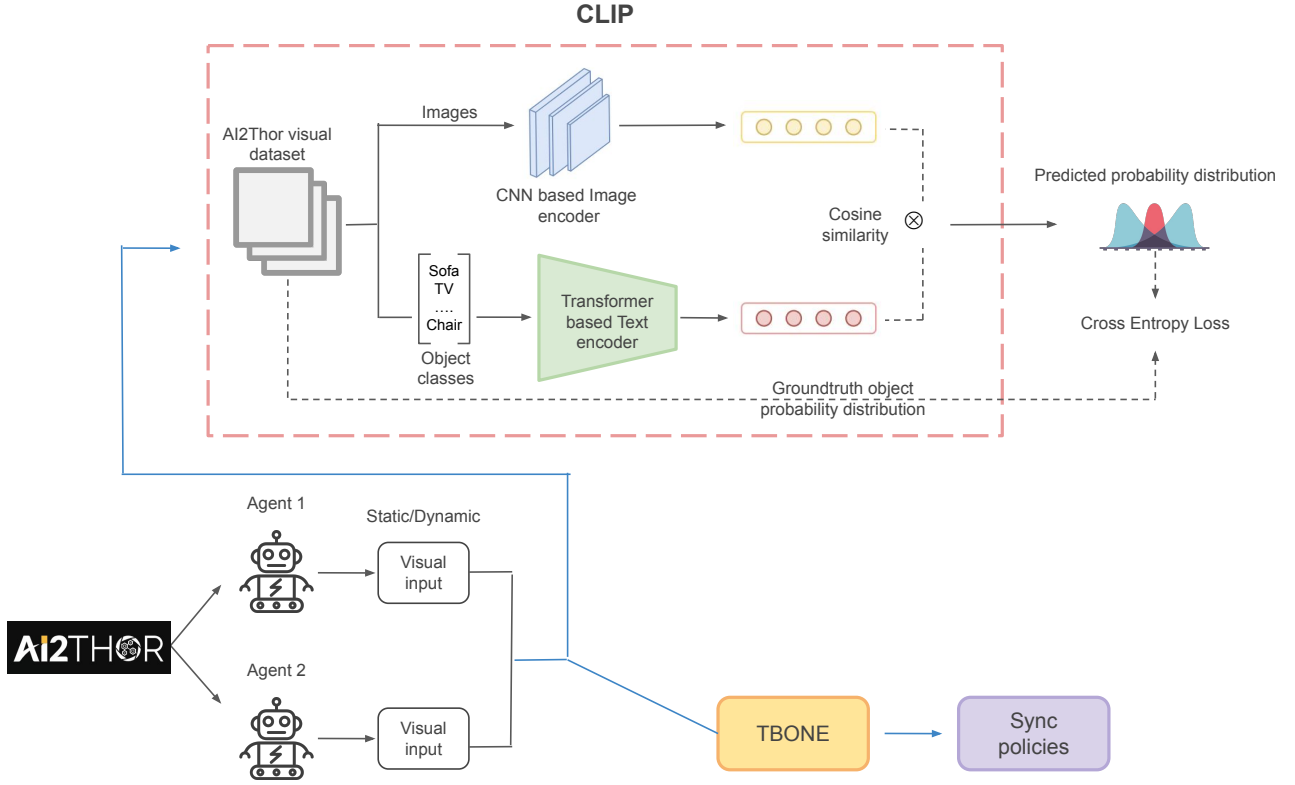 CLIP
AI2Thor visual
dataset
Images
CNN based Image
encoder
Sofa
TV
....
Chair
Object
classes
Transformer
based Text
encoder
Cosine
similarity
Predicted probability distribution
Cross Entropy Loss
Groundtruth object
probability distribution
Agent 1
Static/Dynamic
Visual
input
AI2THOR
Agent 2
Visual
input
TBONE
Sync
policies